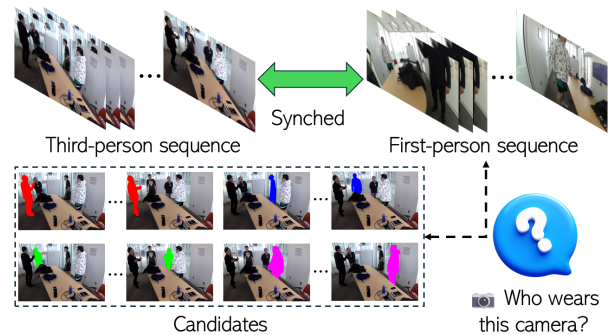 Synched
Third-person sequence
First-person sequence
Candidates
Who wears
this camera?